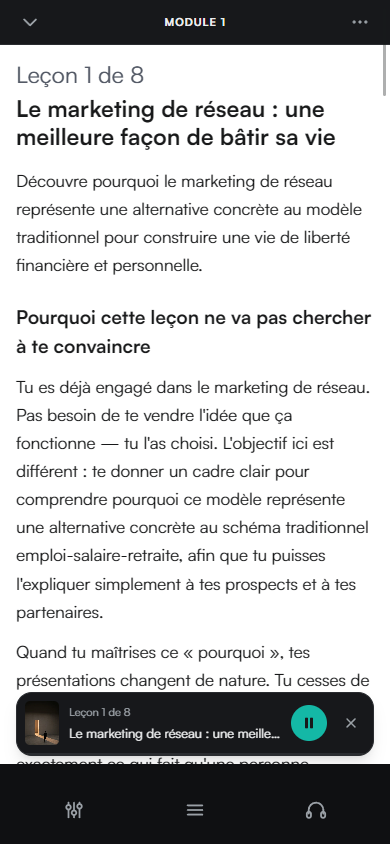 MODULE 1
Leçon 1 de 8
Le marketing de réseau : une
meilleure façon de bâtir sa vie
Découvre pourquoi le marketing de réseau
représente une alternative concrète au modèle
traditionnel pour construire une vie de liberté
financière et personnelle.
Pourquoi cette leçon ne va pas chercher
à te convaincre
Tu es déjà engagé dans le marketing de réseau.
Pas besoin de te vendre l'idée que ça
fonctionne — tu l'as choisi. L'objectif ici est
différent : te donner un cadre clair pour
comprendre pourquoi ce modèle représente
une alternative concrète au schéma traditionnel
emploi-salaire-retraite, afin que tu puisses
l'expliquer simplement à tes prospects et à tes
partenaires.
Quand tu maîtrises ce « pourquoi », tes
présentations changent de nature. Tu cesses de
Leçon 1 de 8
Le marketing de réseau : une meille...